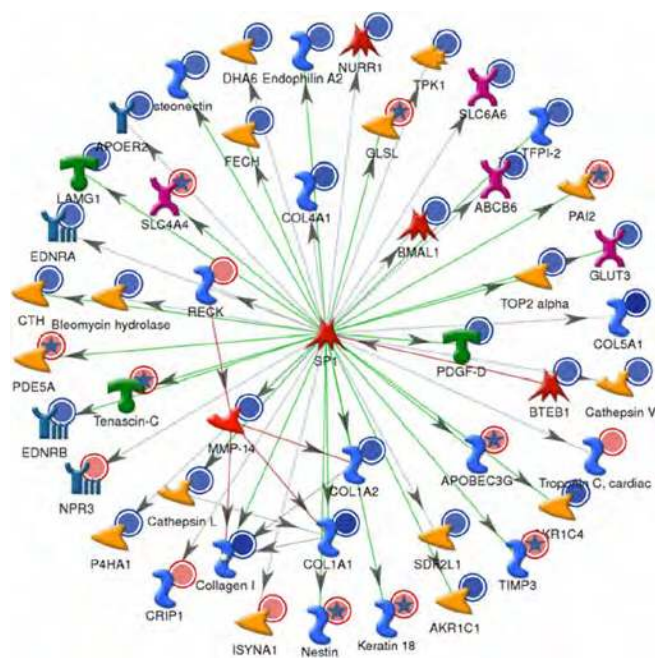 DHA6 Endophilin A2 NURR1
TPK1
steonectin
SLC6A6
APOER2
FECH
GLSL
TFPI-2
LAMG1
SLC4A4
COL4A1
ABCB6
PAI2
BMAL1
EDNRA
GLUT3
RECK
TOP2 alpha
CTH Bleomycin hydrolase
SP1
COL5A1
PDGF-D
PDE5A
Tenascin-C
BTEB1
Cathepsin V
EDNRB
MMP-14
APOBEC3G
Troponin C, cardiac
NPR3
COL1A2
Cathepsin L
AKR1C4
P4HA1
Collagen I
COL1A1
SDF2L1
TIMP3
CRIP1
AKR1C1
ISYNA1
Nestin
Keratin 18